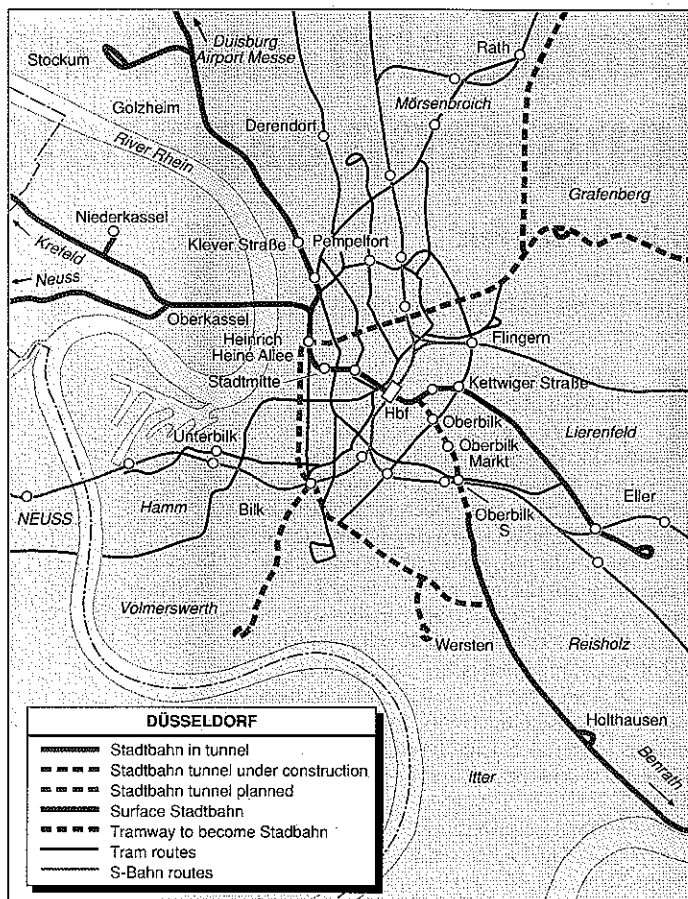 Duisburg
Airport Messe
Stockum
Rath
Golzheim
Mörsenbroich
Derendorf
River Rhein
Grafenberg
Niederkassel
Klever Straße
Pempelfort
Krefeld
Neuss
Oberkassel
Heinrich
Heine Allee
Flingern
Stadtmitte
Kettwiger Straße
Hbf
Oberbilk
Lierenfeld
Unterbilk
Oberbilk
Markt
Eller
NEUSS
Hamm
Bilk
Oberbilk
S
Volmerswerth
Wersten
Reisholz
Holthausen
Benrath
Itter
DÜSSELDORF
Stadtbahn in tunnel
Stadtbahn tunnel under construction
Stadtbahn tunnel planned
Surface Stadtbahn
Tramway to become Stadbahn
Tram routes
S-Bahn routes